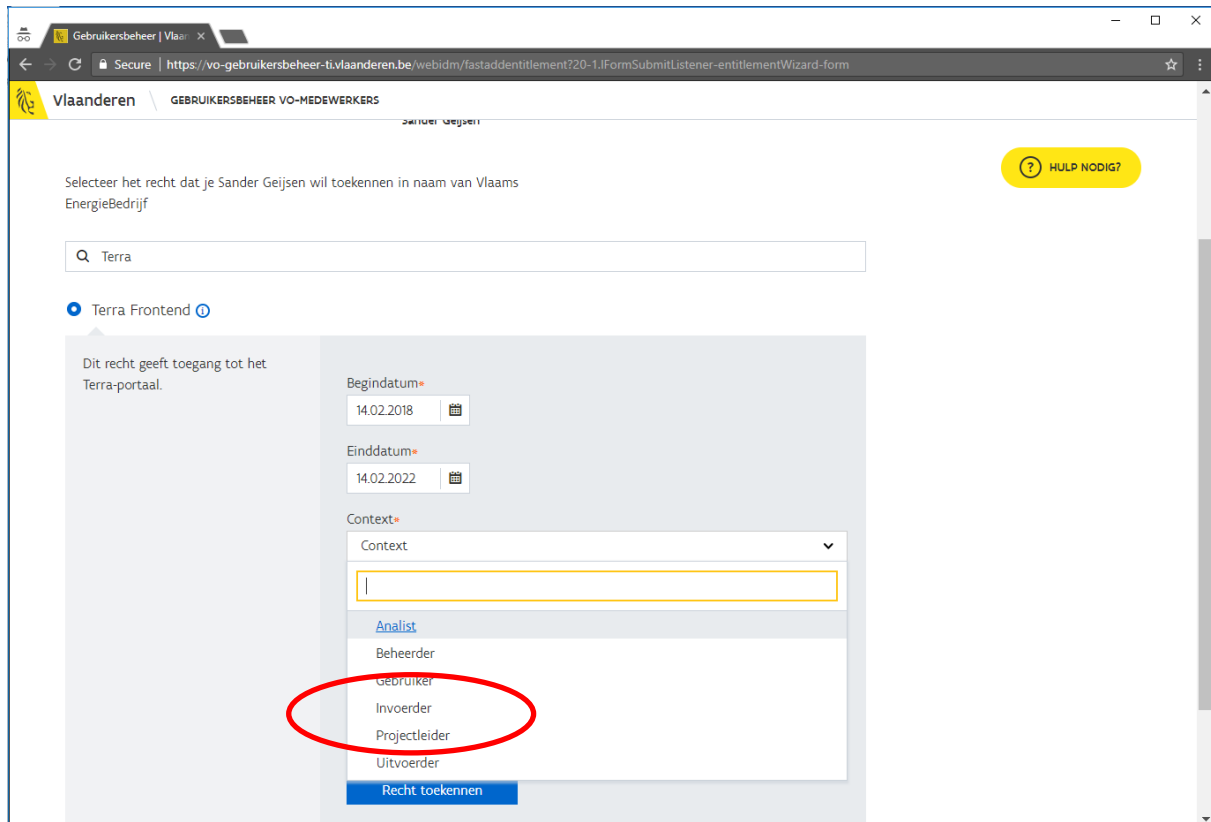 Gebruikersbeheer | Vlaan
Secure | https://vo-gebruikersbeheer-ti.vlaanderen.be/webidm/fastaddentitlement?20-1.IFormSubmitListener-entitlementWizard-form
Vlaanderen
GEBRUIKERSBEHEER VO-MEDEWERKERS
Sander Geijsen
HULP NODIG?
Selecteer het recht dat je Sander Geijsen wil toekennen in naam van Vlaams
EnergieBedrijf
Terra
Terra Frontend
Dit recht geeft toegang tot het
Terra-portaal.
Begindatum*
14.02.2018
Einddatum*
14.02.2022
Context*
Context
Analist
Beheerder
Gebruiker
Invoerder
Projectleider
Uitvoerder
Recht toekennen